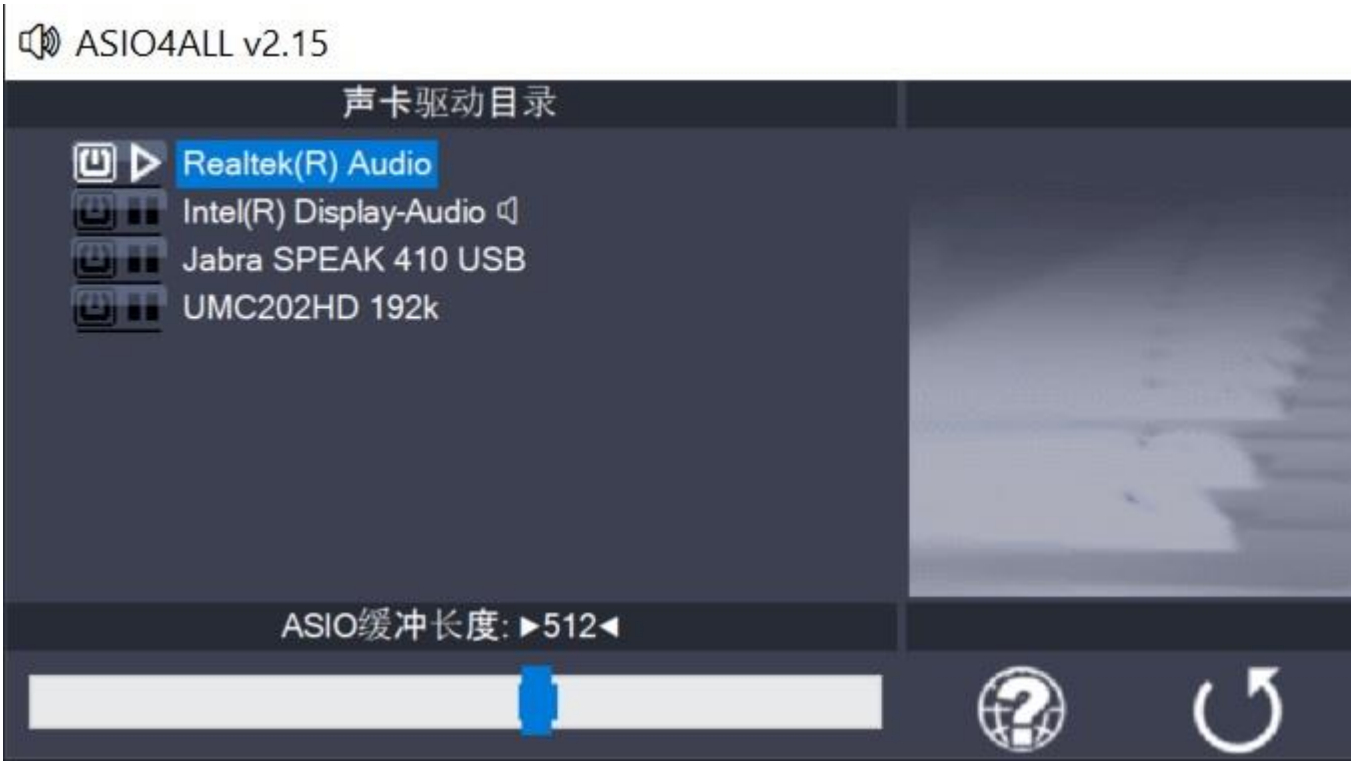 ASIO4ALL v2.15
声卡驱动目录
Realtek(R) Audio
Intel(R) Display-Audio
Jabra SPEAK 410 USB
UMC202HD 192k
ASIO缓冲长度: ▶512◀